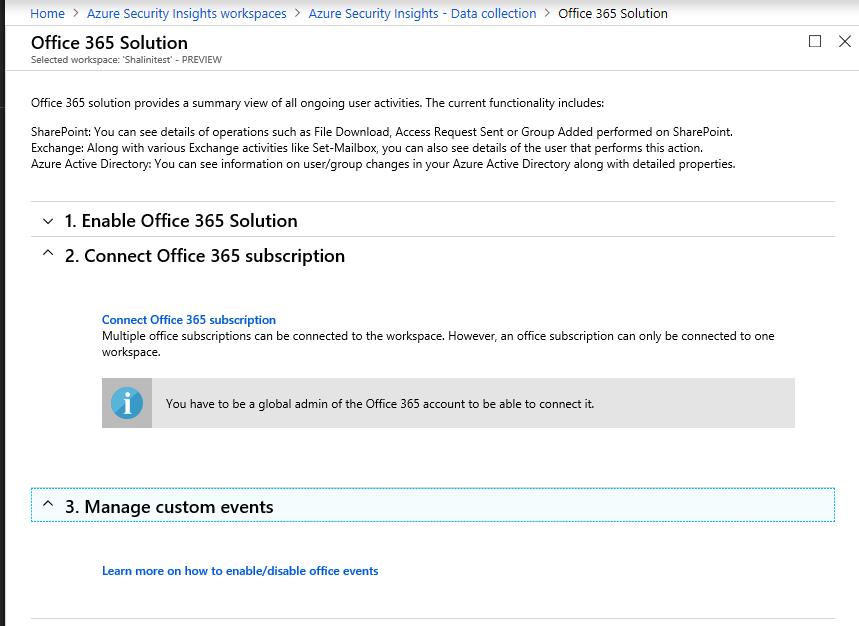 Home > Azure Security Insights workspaces > Azure Security Insights - Data collection > Office 365 Solution
Office 365 Solution
Selected workspace: 'Shalinitest' - PREVIEW
Office 365 solution provides a summary view of all ongoing user activities. The current functionality includes:
SharePoint: You can see details of operations such as File Download, Access Request Sent or Group Added performed on SharePoint.
Exchange: Along with various Exchange activities like Set-Mailbox, you can also see details of the user that performs this action.
Azure Active Directory: You can see information on user/group changes in your Azure Active Directory along with detailed properties.
1. Enable Office 365 Solution
2. Connect Office 365 subscription
Connect Office 365 subscription
Multiple office subscriptions can be connected to the workspace. However, an office subscription can only be connected to one
workspace.
You have to be a global admin of the Office 365 account to be able to connect it.
3. Manage custom events
Learn more on how to enable/disable office events